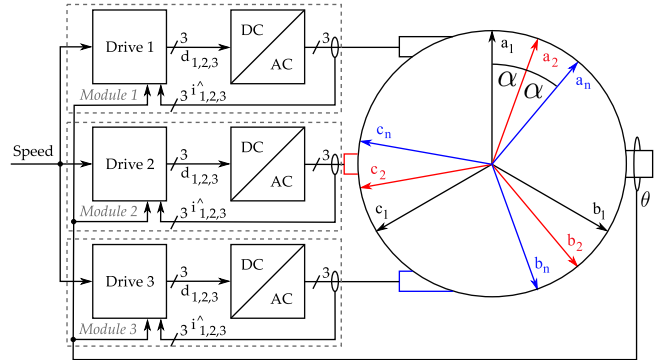 Speed
Drive 1
3
d1,2,3
DC
AC
3
3 i^1,2,3
Module 1
Drive 2
3
d1,2,3
DC
AC
3
3 i^1,2,3
Module 2
Drive 3
3
d1,2,3
DC
AC
3
3 i^1,2,3
Module 3
a1
a2
an
α
α
cn
c2
c1
b1
b2
bn
θ